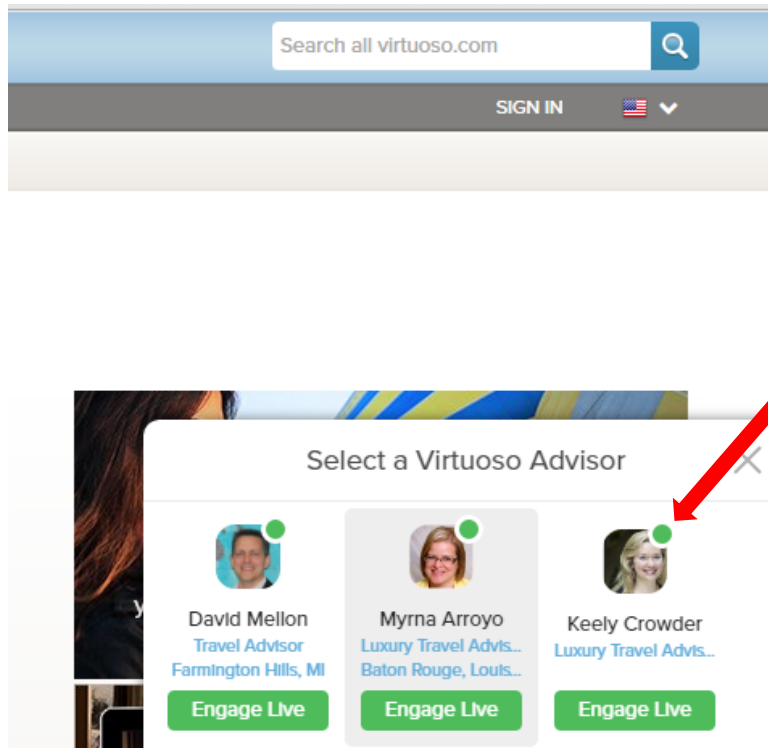 Search all virtuoso.com
SIGN IN
Select a Virtuoso Advisor
y
David Mellon
Travel Advisor
Farmington Hills, MI
Engage Live
Myrna Arroyo
Luxury Travel Advis...
Baton Rouge, Louis...
Engage Live
Keely Crowder
Luxury Travel Advis...
Engage Live